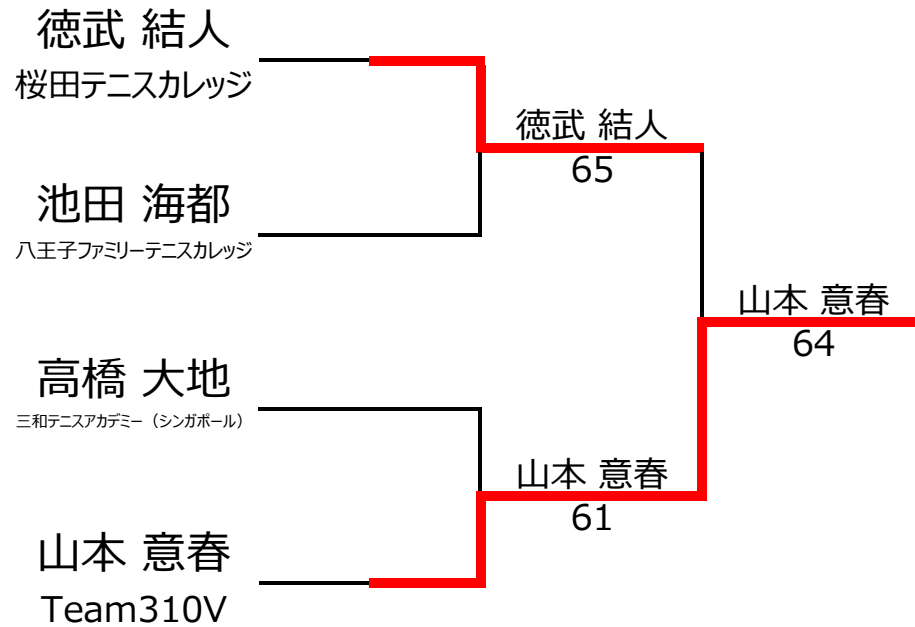 徳武 結人
桜田テニスカレッジ
徳武 結人
65
池田 海都
八王子ファミリーテニスカレッジ
山本 意春
64
高橋 大地
三和テニスアカデミー（シンガポール）
山本 意春
61
山本 意春
Team310V